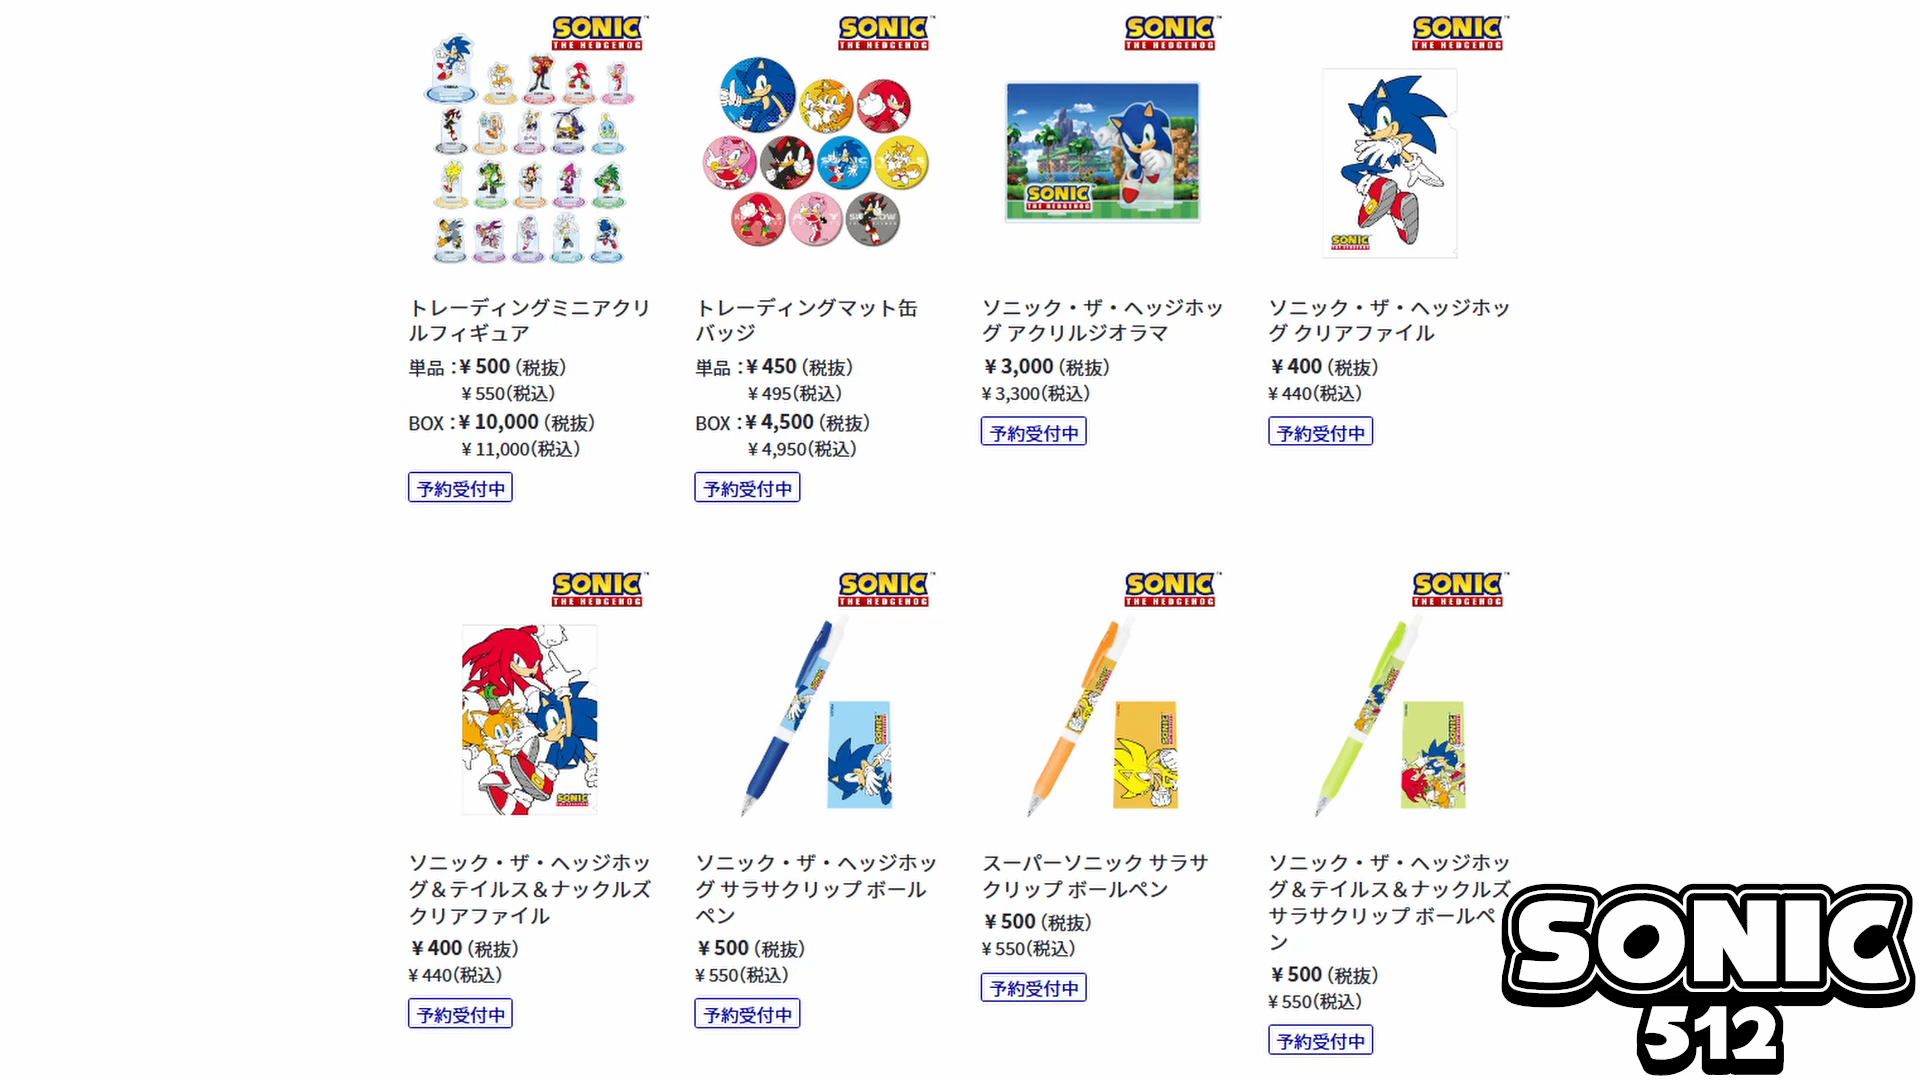 SONIC
THE HEDGEHOG
SONIC
THE HEDGEHOG
SONIC
THE HEDGEHOG
SONIC
THE HEDGEHOG
SONIC
THE HEDGEHOG
SONIC
トレーディングミニアクリ
ルフィギュア
単品:¥500(税抜)
¥550(税込)
BOX:¥10,000(税抜)
¥11,000(税込)
予約受付中
トレーディングマット缶
バッジ
単品:¥450(税抜)
¥495(税込)
BOX:¥4,500(税抜)
¥4,950(税込)
予約受付中
ソニック・ザ・ヘッジホッ
グ アクリルジオラマ
¥3,000(税抜)
¥3,300(税込)
予約受付中
ソニック・ザ・ヘッジホッ
グ クリアファイル
¥400(税抜)
¥440(税込)
予約受付中
SONIC
THE HEDGEHOG
SONIC
THE HEDGEHOG
SONIC
THE HEDGEHOG
SONIC
THE HEDGEHOG
SONIC
SONIC
SONIC
SONIC
ソニック・ザ・ヘッジホッ
グ&テイルス&ナックルズ
クリアファイル
¥400(税抜)
¥440(税込)
予約受付中
ソニック・ザ・ヘッジホッ
グ サラサクリップ ボール
ペン
¥500(税抜)
¥550(税込)
予約受付中
スーパーソニック サラサ
クリップ ボールペン
¥500(税抜)
¥550(税込)
予約受付中
ソニック・ザ・ヘッジホッ
グ&テイルス&ナックルズ
サラサクリップ ボールペ
ン
¥500(税抜)
¥550(税込)
予約受付中
SONIC
512